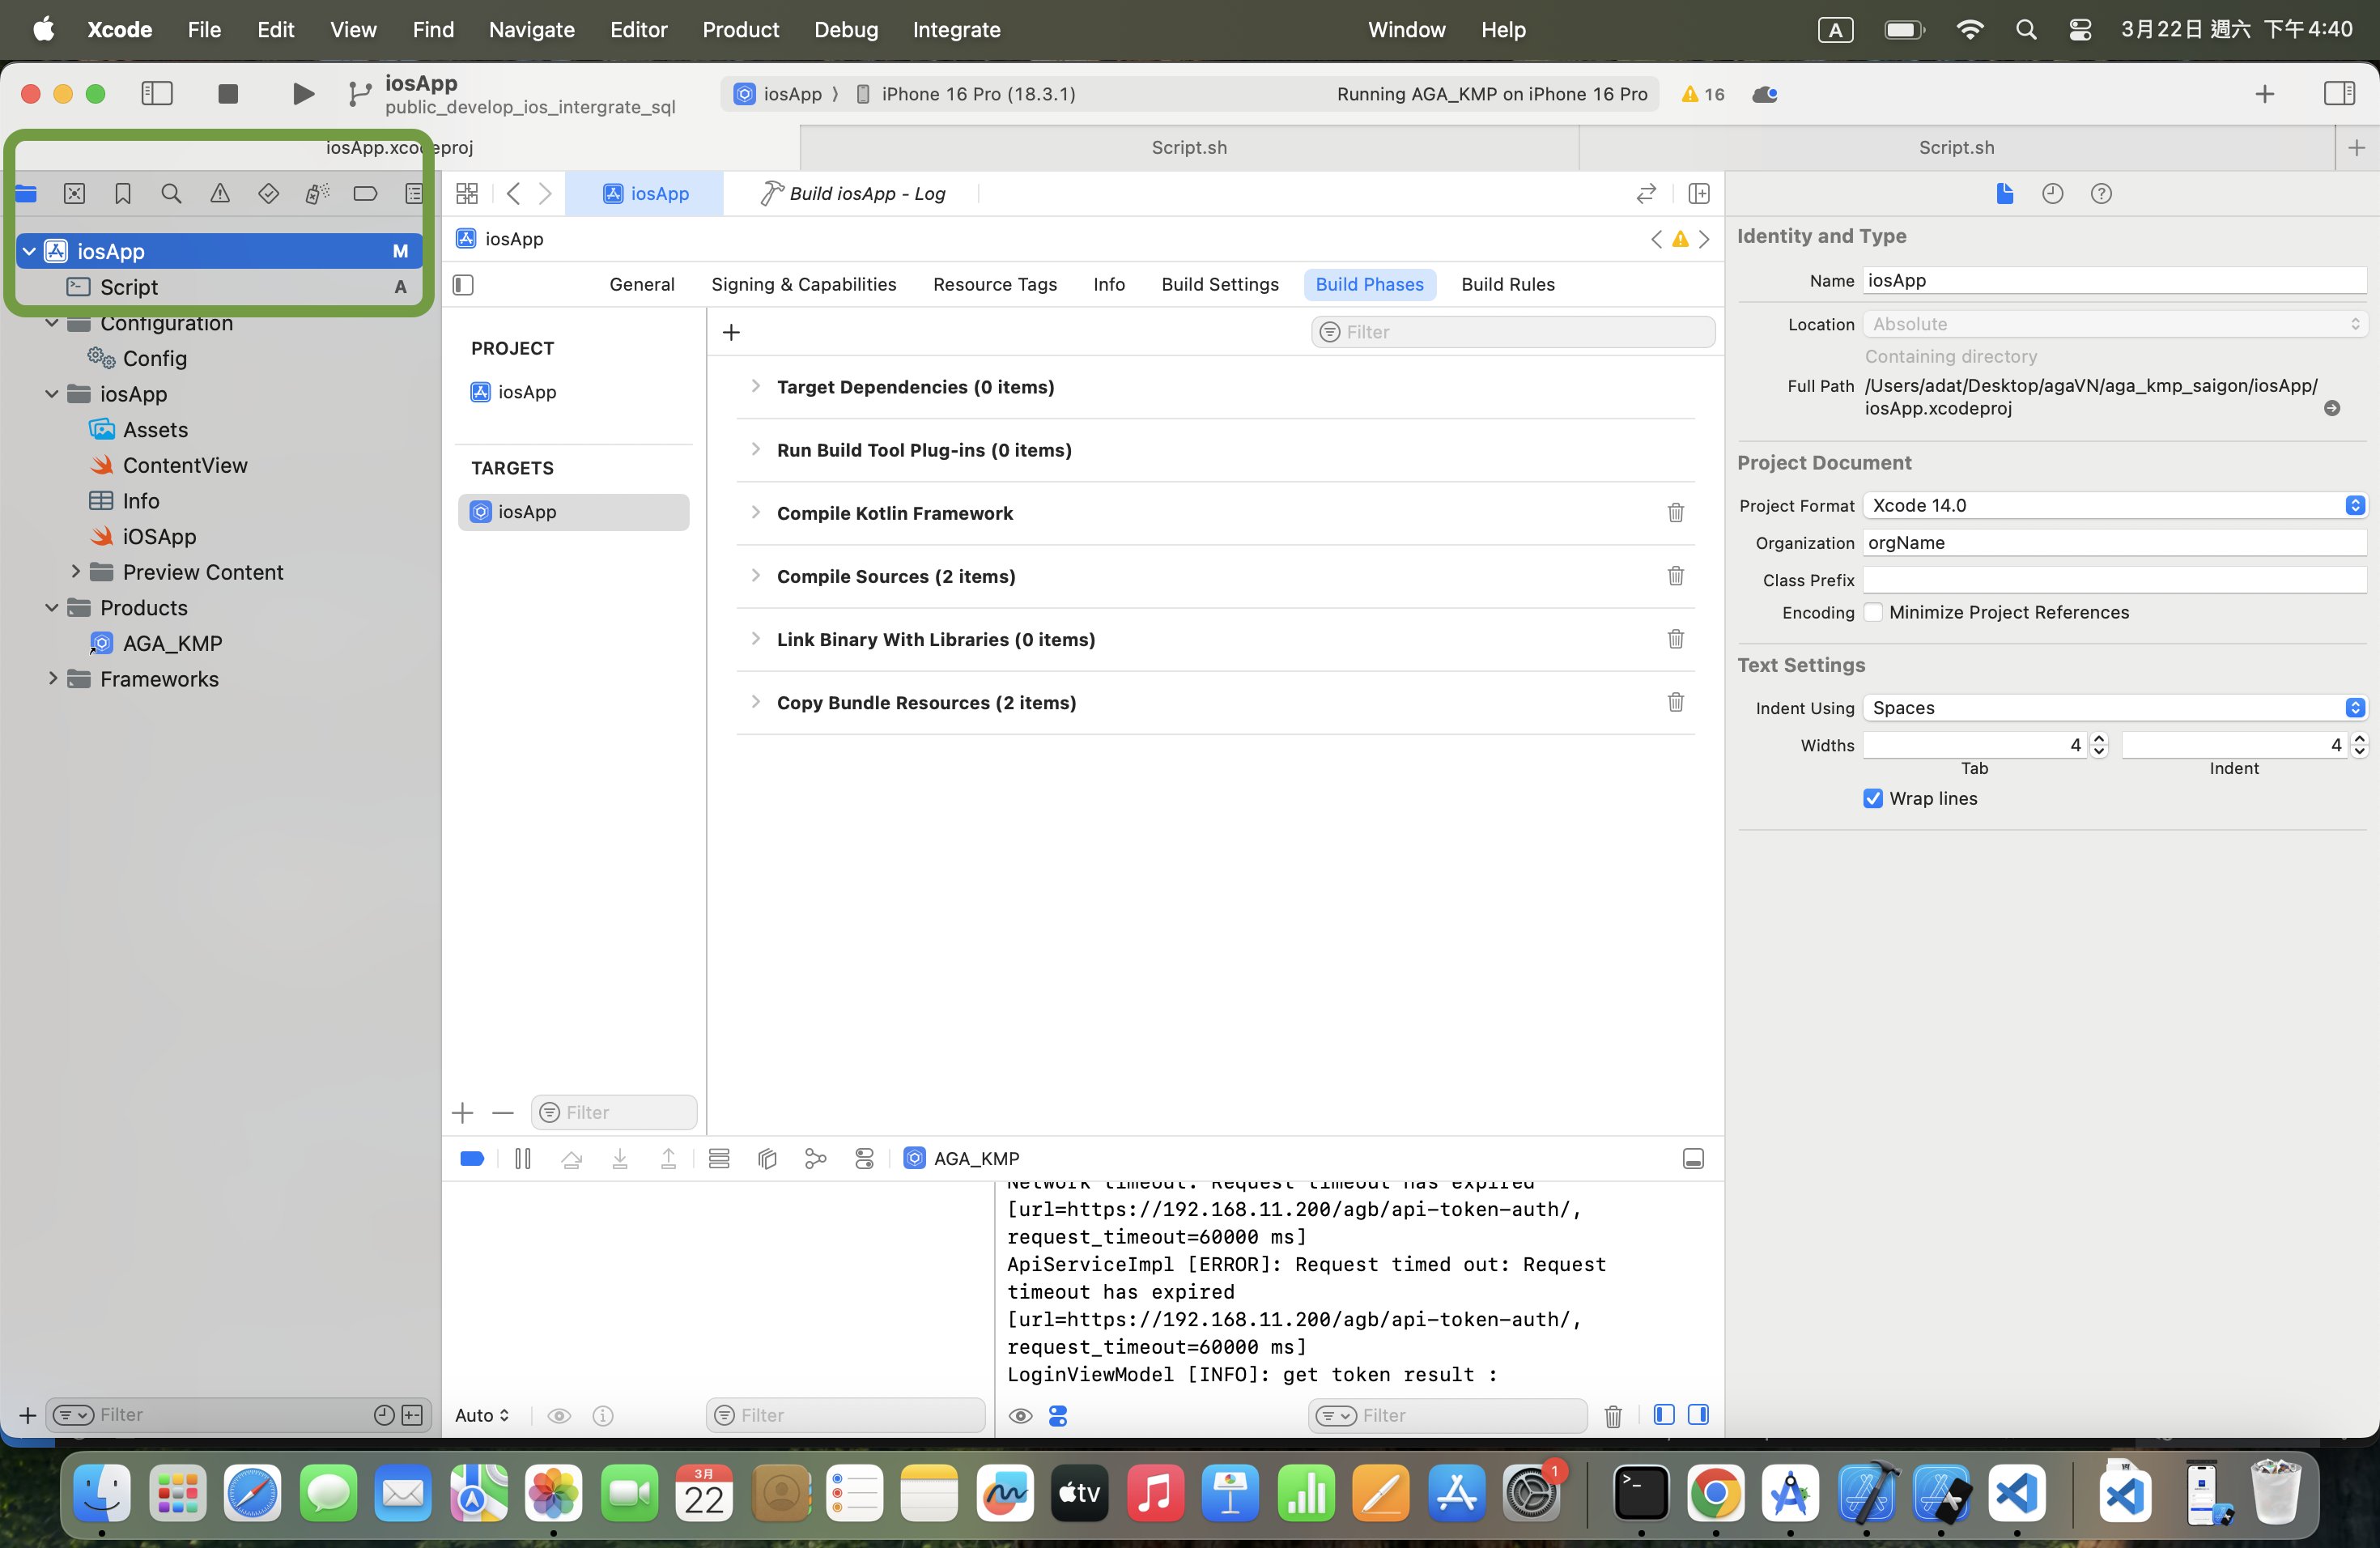 Xcode File Edit View Find Navigate Editor Product Debug Integrate Window Help A 3月22日 週六 下午4:40
iosApp
public_develop_ios_intergrate_sql
iosApp ⟩ iPhone 16 Pro (18.3.1) Running AGA_KMP on iPhone 16 Pro 16
iosApp.xcodeproj Script.sh Script.sh
iosApp Build iosApp - Log
iosApp M
Script A
Configuration
Config
iosApp
Assets
ContentView
Info
iOSApp
Preview Content
Products
AGA_KMP
Frameworks
Filter
iosApp
General Signing & Capabilities Resource Tags Info Build Settings Build Phases Build Rules
PROJECT
iosApp
TARGETS
iosApp
Filter
Filter
Target Dependencies (0 items)
Run Build Tool Plug-ins (0 items)
Compile Kotlin Framework
Compile Sources (2 items)
Link Binary With Libraries (0 items)
Copy Bundle Resources (2 items)
AGA_KMP
Network timeout: Request timeout has expired
[url=https://192.168.11.200/agb/api-token-auth/,
request_timeout=60000 ms]
ApiServiceImpl [ERROR]: Request timed out: Request
timeout has expired
[url=https://192.168.11.200/agb/api-token-auth/,
request_timeout=60000 ms]
LoginViewModel [INFO]: get token result :
Auto Filter Filter
Identity and Type
Name iosApp
Location Absolute
Containing directory
Full Path /Users/adat/Desktop/agaVN/aga_kmp_saigon/iosApp/
iosApp.xcodeproj
Project Document
Project Format Xcode 14.0
Organization orgName
Class Prefix
Encoding Minimize Project References
Text Settings
Indent Using Spaces
Widths 4 4
Tab Indent
Wrap lines
3月
22
tv
1